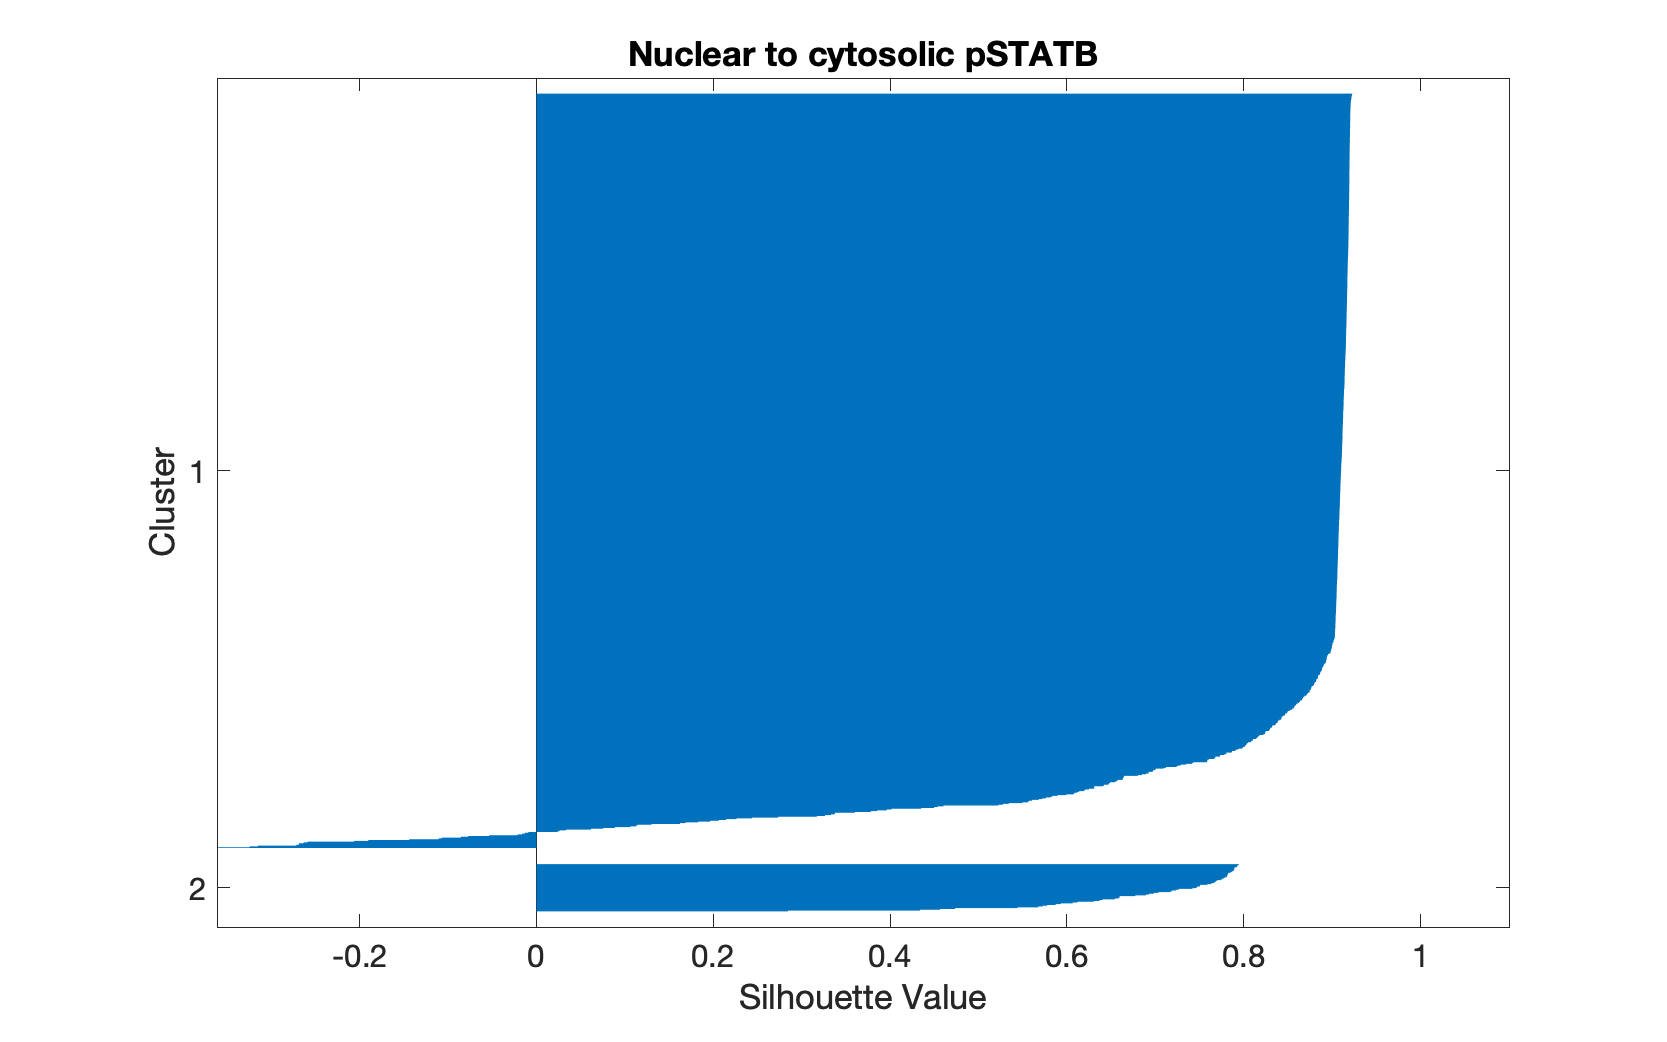 Nuclear to cytosolic pSTATB
Cluster
1
2
-0.2 0 0.2 0.4 0.6 0.8 1
Silhouette Value